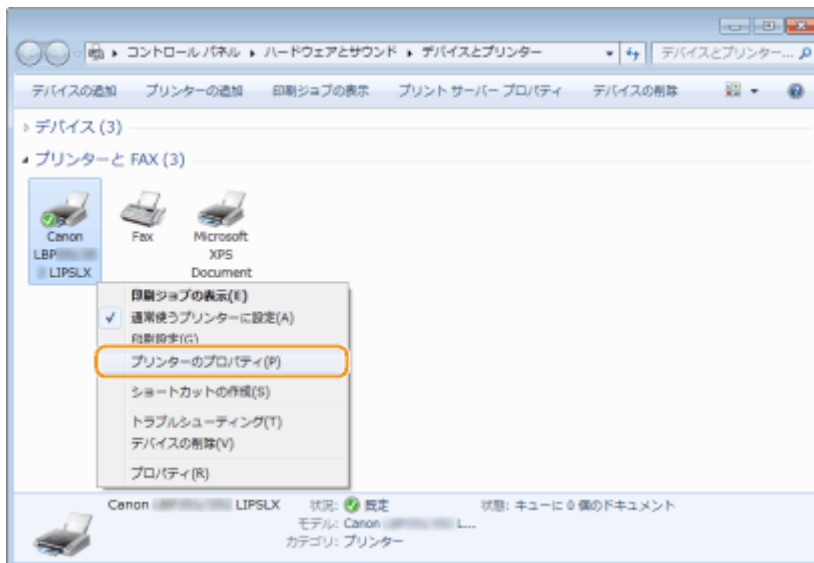 コントロール パネル ▸ ハードウェアとサウンド ▸ デバイスとプリンター
デバイスとプリンター...
デバイスの追加 プリンターの追加 印刷ジョブの表示 プリント サーバー プロパティ デバイスの削除
デバイス (3)
プリンターと FAX (3)
Canon
LBP
LIPSLX
Fax
Microsoft
XPS
Document
印刷ジョブの表示(E)
通常使うプリンターに設定(A)
印刷設定(G)
プリンターのプロパティ(P)
ショートカットの作成(S)
トラブルシューティング(T)
デバイスの削除(V)
プロパティ(R)
Canon LIPSLX 状況: 既定 状態: キューに 0 個のドキュメント
モデル: Canon L...
カテゴリ: プリンター